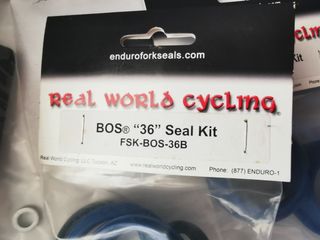 enduroforkseals.com
Real World Cycling®
BOS® "36" Seal Kit
FSK-BOS-36B
Real World Cycling, LLC Tucson, AZ
www.realworldcycling.com
Phone: (877) ENDURO-1
Kit